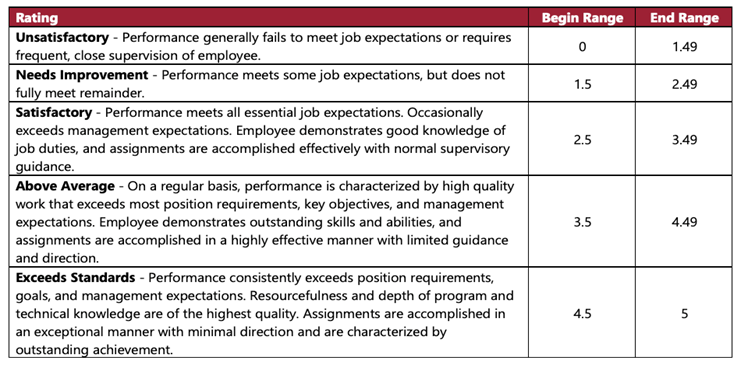 Rating Begin Range End Range
Unsatisfactory - Performance generally fails to meet job expectations or requires
frequent, close supervision of employee.
0 1.49
Needs Improvement - Performance meets some job expectations, but does not
fully meet remainder.
1.5 2.49
Satisfactory - Performance meets all essential job expectations. Occasionally
exceeds management expectations. Employee demonstrates good knowledge of
job duties, and assignments are accomplished effectively with normal supervisory
guidance.
2.5 3.49
Above Average - On a regular basis, performance is characterized by high quality
work that exceeds most position requirements, key objectives, and management
expectations. Employee demonstrates outstanding skills and abilities, and
assignments are accomplished in a highly effective manner with limited guidance
and direction.
3.5 4.49
Exceeds Standards - Performance consistently exceeds position requirements,
goals, and management expectations. Resourcefulness and depth of program and
technical knowledge are of the highest quality. Assignments are accomplished in
an exceptional manner with minimal direction and are characterized by
outstanding achievement.
4.5 5